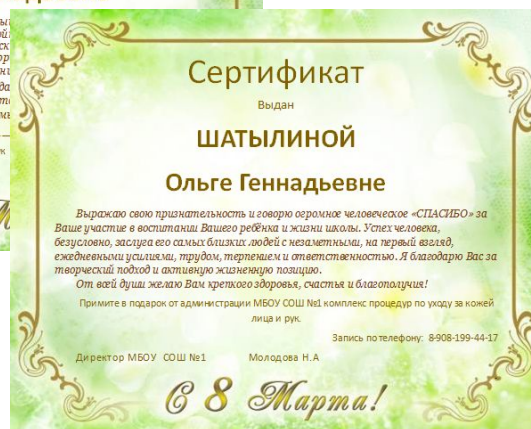 Сертификат
Выдан
ШАТЫЛИНОЙ
Ольге Геннадьевне
Выражаю свою признательность и говорю огромное человеческое «СПАСИБО» за
Ваше участие в воспитании Вашего ребёнка и жизни школы. Успех человека,
безусловно, заслуга его самых близких людей с незаметными, на первый взгляд,
ежедневными усилиями, трудом, терпением и ответственностью. Я благодарю Вас за
творческий подход и активную жизненную позицию.
От всей души желаю Вам крепкого здоровья, счастья и благополучия!
Примите в подарок от администрации МБОУ СОШ №1 комплекс процедур по уходу за кожей
лица и рук.
Запись по телефону: 8-908-199-44-17
Директор МБОУ СОШ №1 Молодова Н.А
С 8 Марта!